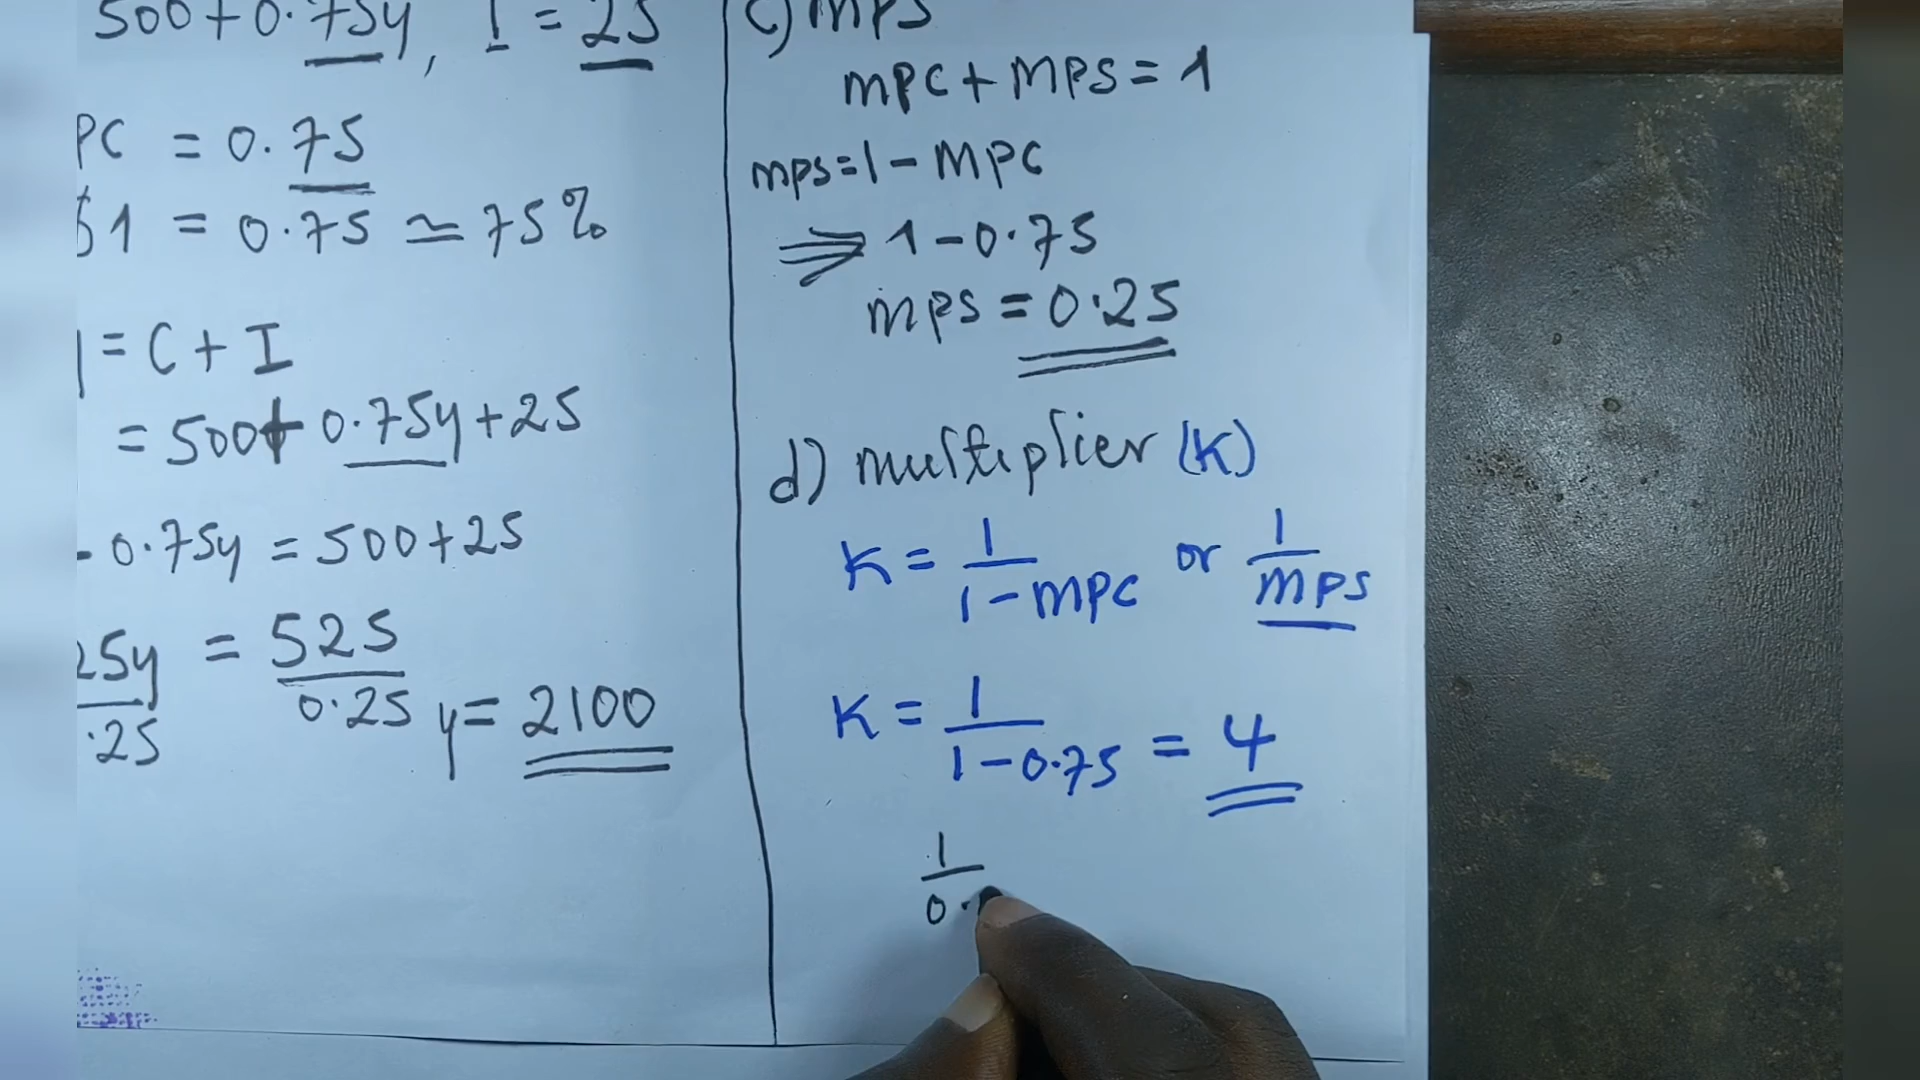 500+0.75y, I = 25
PC = 0.75
$1 = 0.75 ≃ 75%
y = C + I
= 500+ 0.75y+25
- 0.75y = 500+25
25y = 525
.25 0.25 y= 2100
c) mps
mpc + mps = 1
mps=1 - MPC
⇒ 1-0.75
mps = 0.25
d) multiplier (K)
K = 1/1-MPC or 1/mps
K = 1/1-0.75 = 4
1/0.